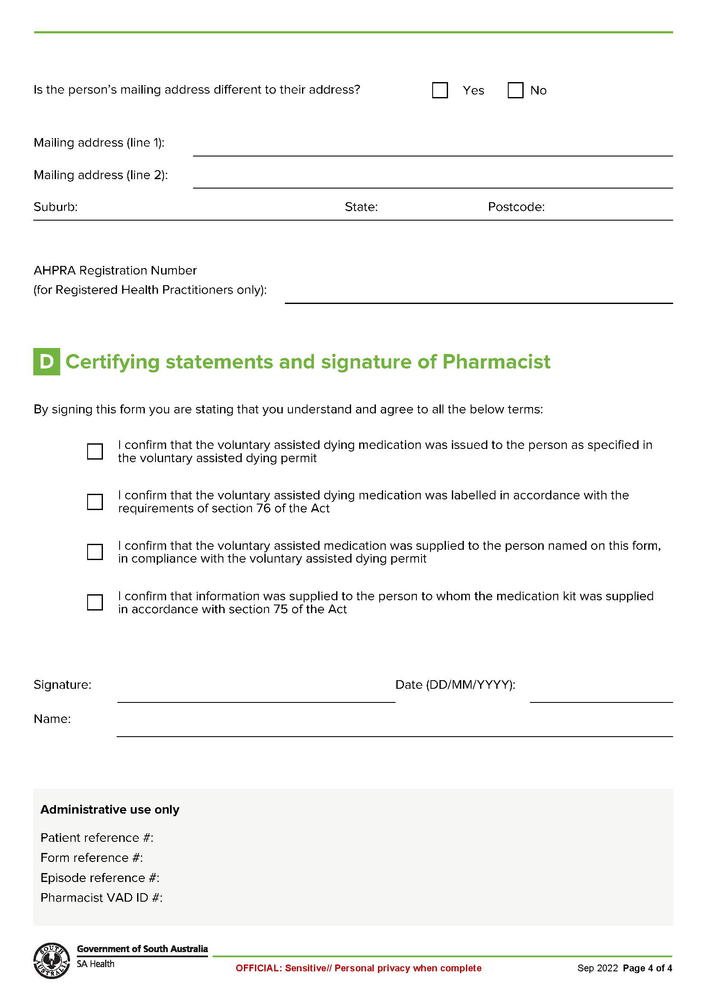 Is the person’s mailing address different to their address? Yes No
Mailing address (line 1):
Mailing address (line 2):
Suburb: State: Postcode:
AHPRA Registration Number
(for Registered Health Practitioners only):
D Certifying statements and signature of Pharmacist
By signing this form you are stating that you understand and agree to all the below terms:
I confirm that the voluntary assisted dying medication was issued to the person as specified in
the voluntary assisted dying permit
I confirm that the voluntary assisted dying medication was labelled in accordance with the
requirements of section 76 of the Act
I confirm that the voluntary assisted medication was supplied to the person named on this form,
in compliance with the voluntary assisted dying permit
I confirm that information was supplied to the person to whom the medication kit was supplied
in accordance with section 75 of the Act
Signature: Date (DD/MM/YYYY):
Name:
Administrative use only
Patient reference #:
Form reference #:
Episode reference #:
Pharmacist VAD ID #:
SOUTH AUSTRALIA
Government of South Australia
SA Health
OFFICIAL: Sensitive// Personal privacy when complete
Sep 2022 Page 4 of 4